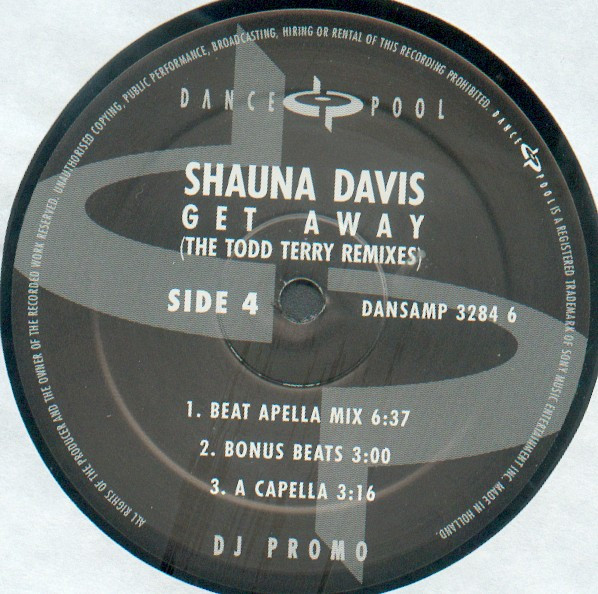 ALL RIGHTS OF THE PRODUCER AND THE OWNER OF THE RECORDED WORK RESERVED. UNAUTHORISED COPYING, PUBLIC PERFORMANCE, BROADCASTING, HIRING OR RENTAL OF THIS RECORDING PROHIBITED. DANCE POOL IS A REGISTERED TRADEMARK OF SONY MUSIC ENTERTAINMENT INC. MADE IN HOLLAND.
DANCE POOL
SHAUNA DAVIS
GET AWAY
(THE TODD TERRY REMIXES)
SIDE 4 DANSAMP 3284 6
1. BEAT APELLA MIX 6:37
2. BONUS BEATS 3:00
3. A CAPELLA 3:16
DJ PROMO